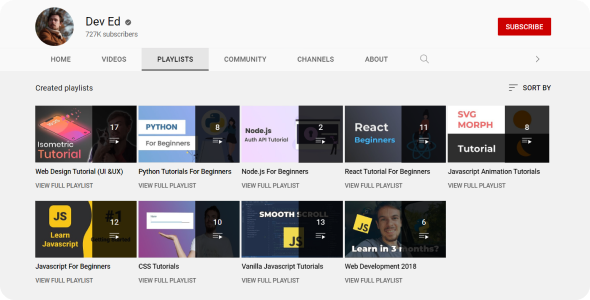 Dev Ed
727K subscribers
SUBSCRIBE
HOME VIDEOS PLAYLISTS COMMUNITY CHANNELS ABOUT
Created playlists
SORT BY
Isometric
Tutorial
17
Web Design Tutorial (UI &UX)
VIEW FULL PLAYLIST
PYTHON
For Beginners
8
Python Tutorials For Beginners
VIEW FULL PLAYLIST
Node.js
Auth API Tutorial
2
Node.js For Beginners
VIEW FULL PLAYLIST
React
Beginners
11
React Tutorial For Beginners
VIEW FULL PLAYLIST
SVG
MORPH
Tutorial
8
Javascript Animation Tutorials
VIEW FULL PLAYLIST
JS
Learn
Javascript
#1
12
Javascript For Beginners
VIEW FULL PLAYLIST
10
CSS Tutorials
VIEW FULL PLAYLIST
SMOOTH SCROLL
JS
13
Vanilla Javascript Tutorials
VIEW FULL PLAYLIST
JS
Learn in 3 months?
6
Web Development 2018
VIEW FULL PLAYLIST